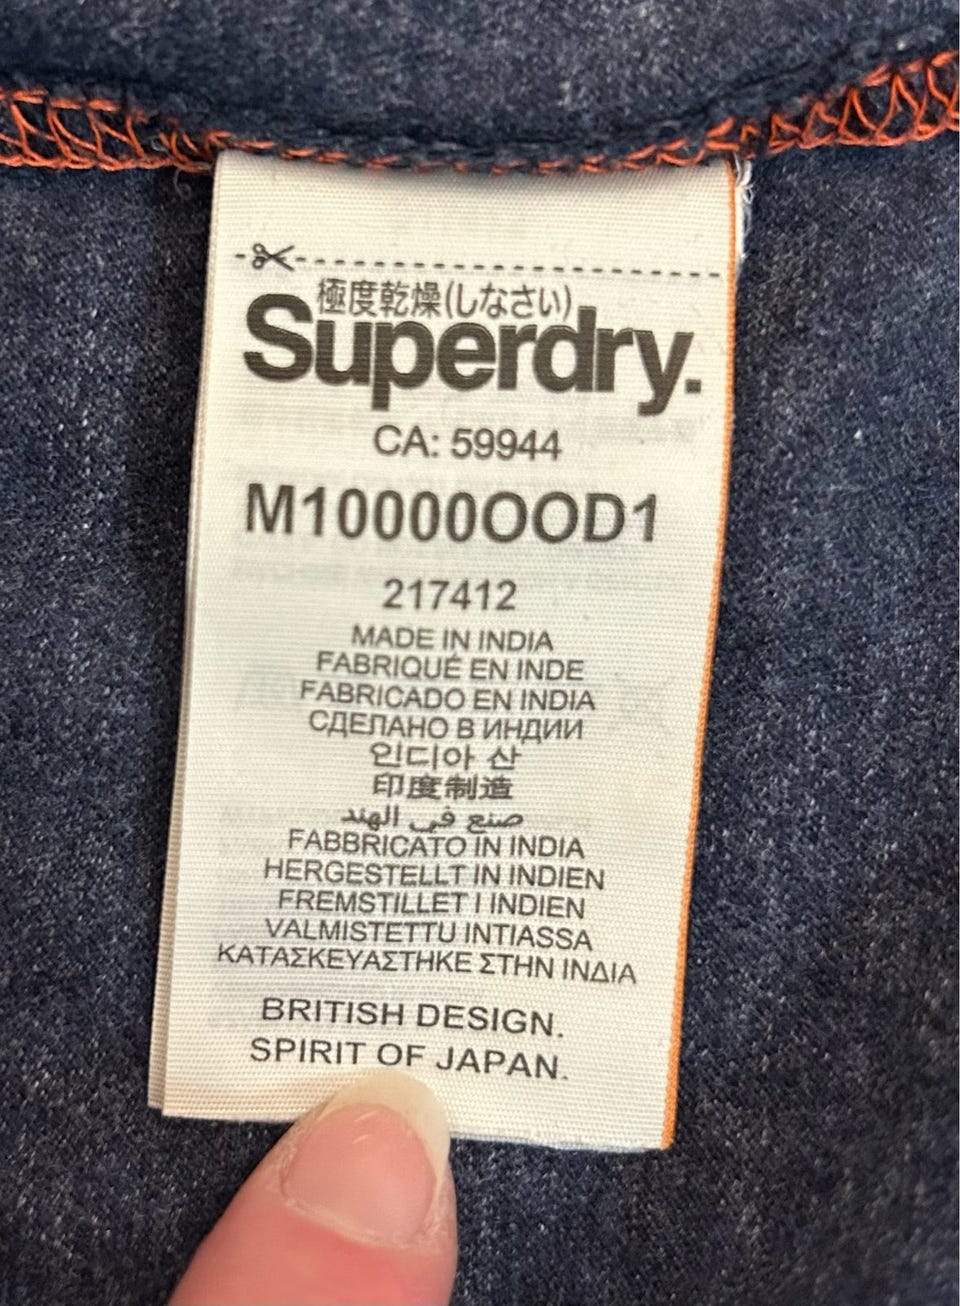 極度乾燥(しなさい)
Superdry.
CA: 59944
M10000OOD1
217412
MADE IN INDIA
FABRIQUÉ EN INDE
FABRICADO EN INDIA
СДЕЛАНО В ИНДИИ
인디아 산
印度制造
صنع في الهند
FABBRICATO IN INDIA
HERGESTELLT IN INDIEN
FREMSTILLET I INDIEN
VALMISTETTU INTIASSA
ΚΑΤΑΣΚΕΥΑΣΤΗΚΕ ΣΤΗΝ ΙΝΔΙΑ
BRITISH DESIGN.
SPIRIT OF JAPAN.